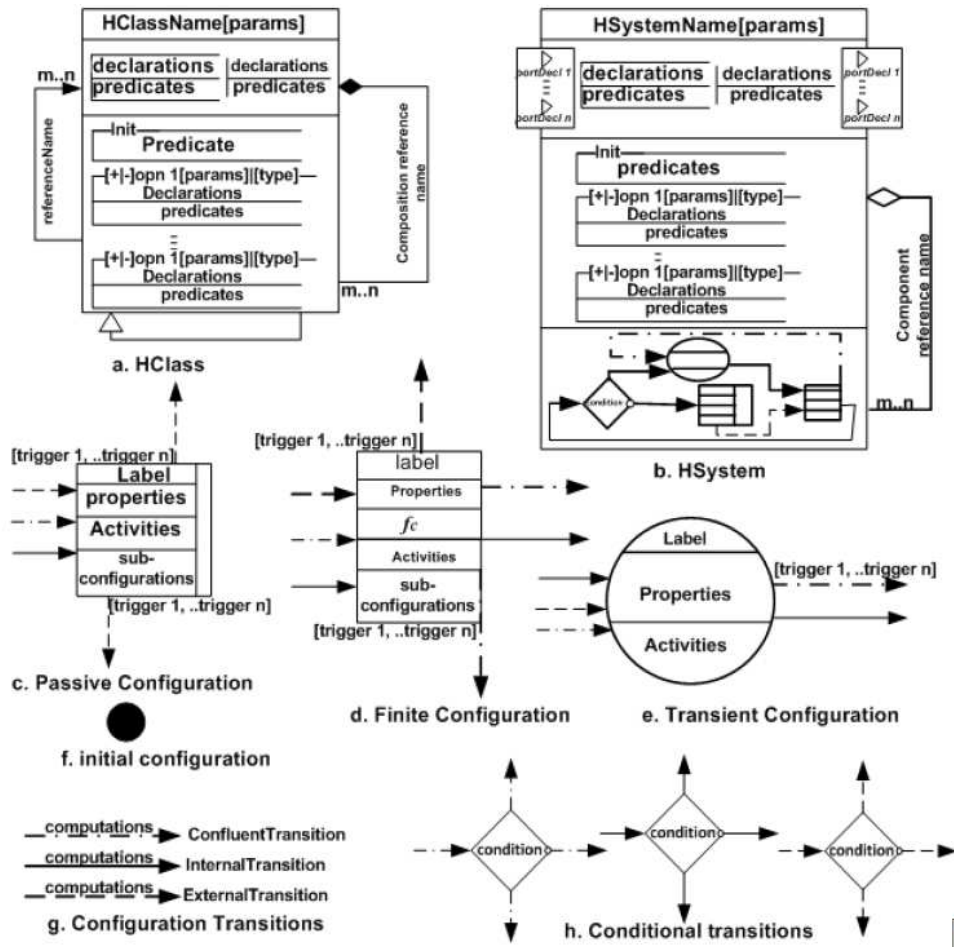 HClassName[params]
declarations
predicates
declarations
predicates
m..n
referenceName
Init
Predicate
[+|-]opn 1[params]|[type]
Declarations
predicates
[+|-]opn 1[params]|[type]
Declarations
predicates
Composition reference
name
m..n
a. HClass
HSystemName[params]
portDecl 1
portDecl n
declarations
predicates
declarations
predicates
portDecl 1
portDecl n
Init
predicates
[+|-]opn 1[params]|[type]
Declarations
predicates
[+|-]opn 1[params]|[type]
Declarations
predicates
Component
reference name
m..n
condition
b. HSystem
[trigger 1, ..trigger n]
Label
properties
Activities
sub-
configurations
[trigger 1, ..trigger n]
c. Passive Configuration
[trigger 1, ..trigger n]
label
Properties
fc
Activities
sub-
configurations
[trigger 1, ..trigger n]
d. Finite Configuration
Label
Properties
Activities
[trigger 1, ..trigger n]
e. Transient Configuration
f. initial configuration
computations
ConfluentTransition
computations
InternalTransition
computations
ExternalTransition
g. Configuration Transitions
condition
condition
condition
h. Conditional transitions